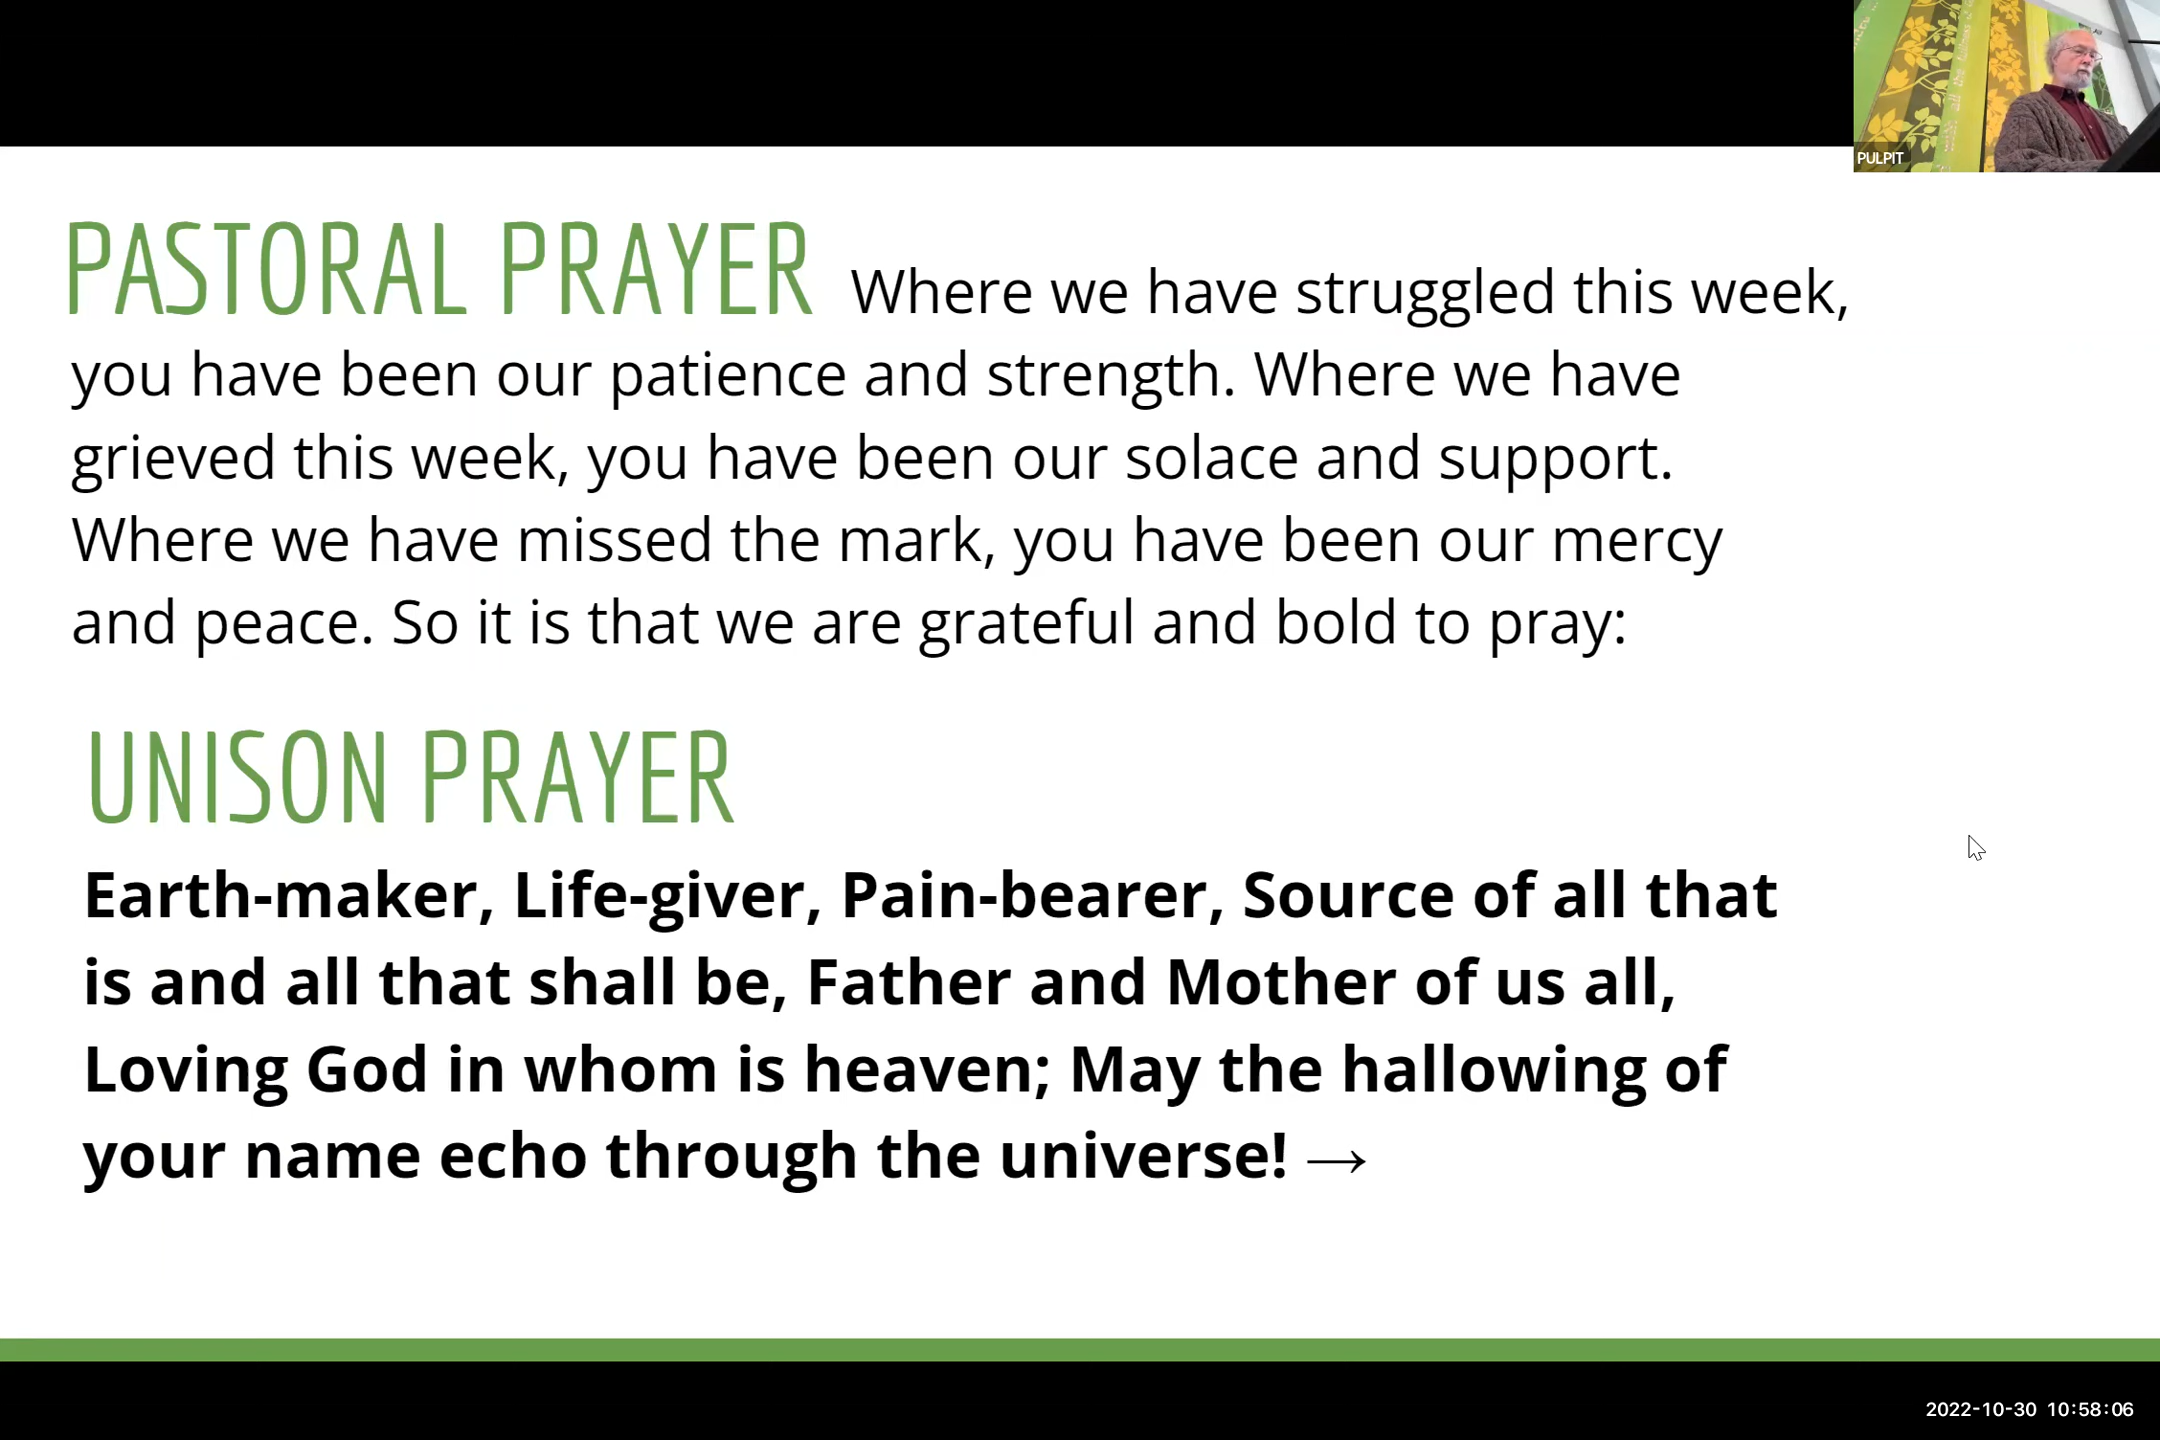 PULPIT
PASTORAL PRAYER Where we have struggled this week,
you have been our patience and strength. Where we have
grieved this week, you have been our solace and support.
Where we have missed the mark, you have been our mercy
and peace. So it is that we are grateful and bold to pray:
UNISON PRAYER
Earth-maker, Life-giver, Pain-bearer, Source of all that
is and all that shall be, Father and Mother of us all,
Loving God in whom is heaven; May the hallowing of
your name echo through the universe! →
2022-10-30 10:58:06